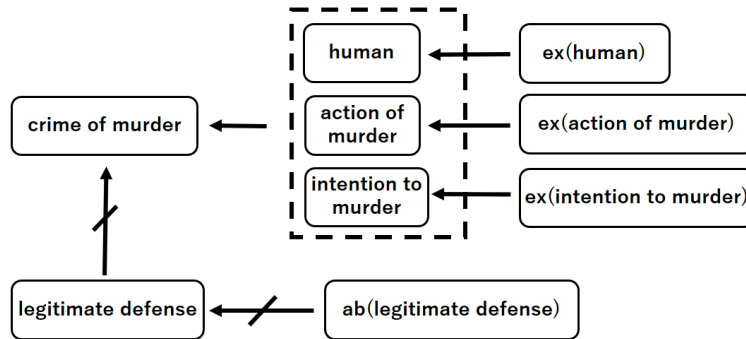 human
ex(human)
crime of murder
action of
murder
ex(action of murder)
intention to
murder
ex(intention to murder)
legitimate defense
ab(legitimate defense)